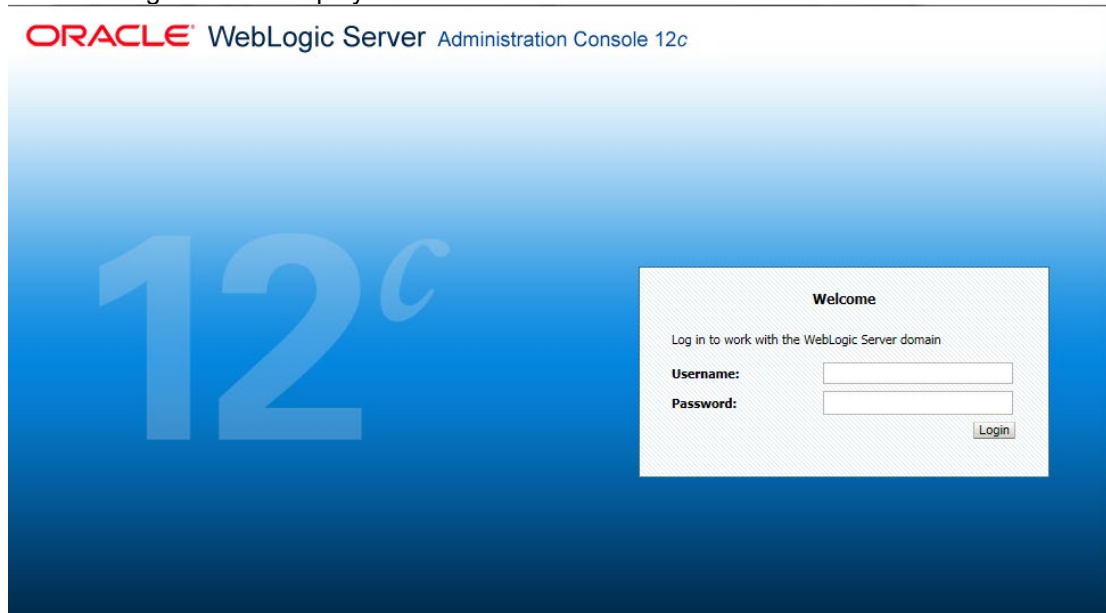 ORACLE WebLogic Server Administration Console 12c
12c
Welcome
Log in to work with the WebLogic Server domain
Username:
Password:
Login